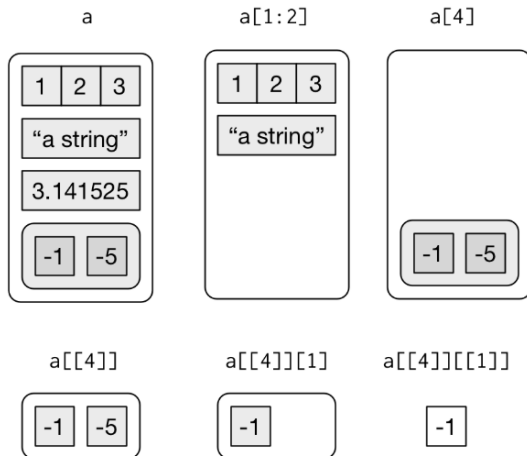 a a[1:2] a[4]
1 2 3 1 2 3
“a string” “a string”
3.141525
-1 -5 -1 -5
a[[4]] a[[4]][1] a[[4]][[1]]
-1 -5 -1 -1